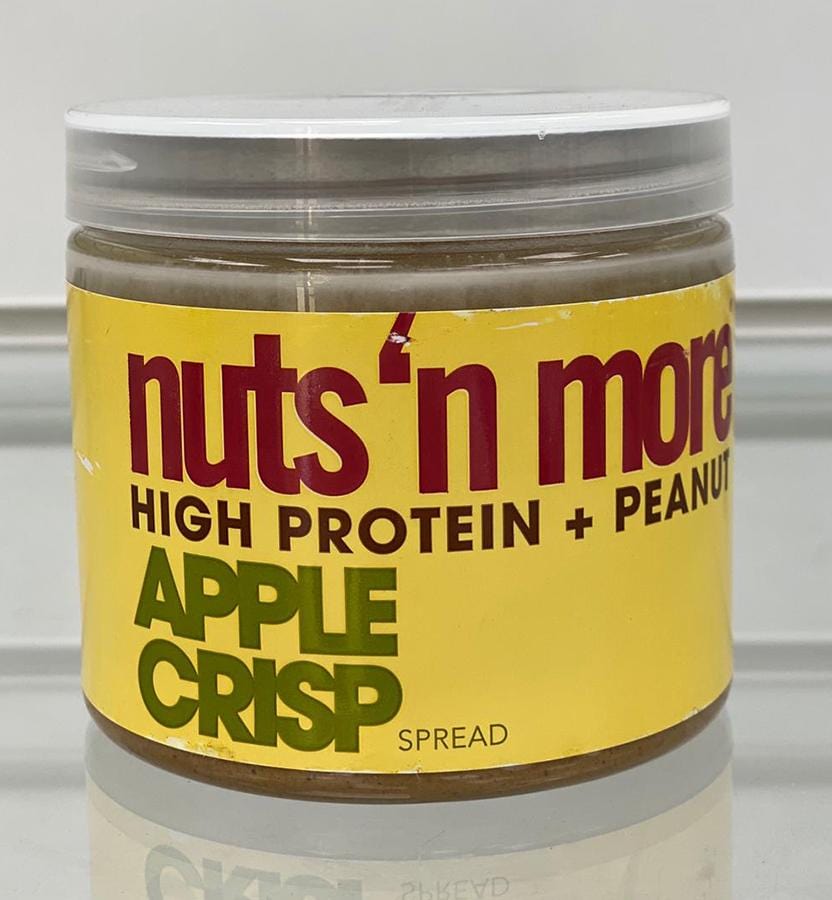 nuts 'n more
HIGH PROTEIN + PEANUT
APPLE
CRISP
SPREAD